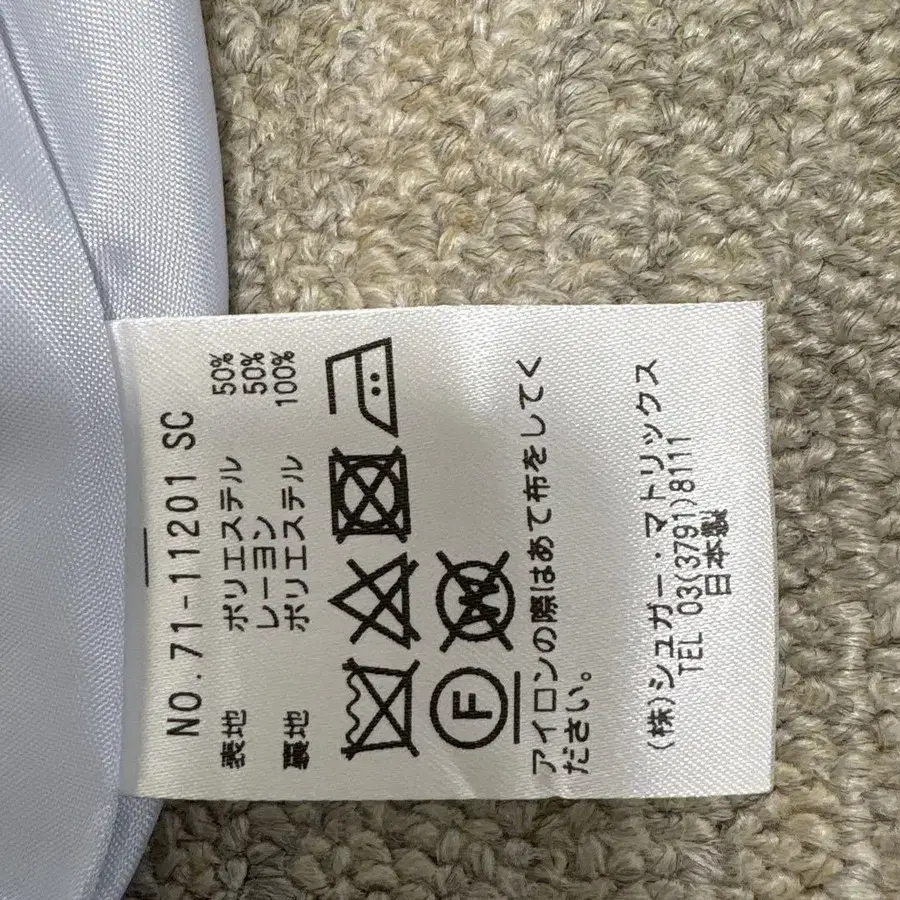 NO.71-11201 SC
表地 ポリエステル 50%
レーヨン 50%
裏地 ポリエステル 100%
F
W
アイロンの際はあて布をしてく
ださい。
(株)シュガー・マトリックス
TEL 03(3791)8111
日本製